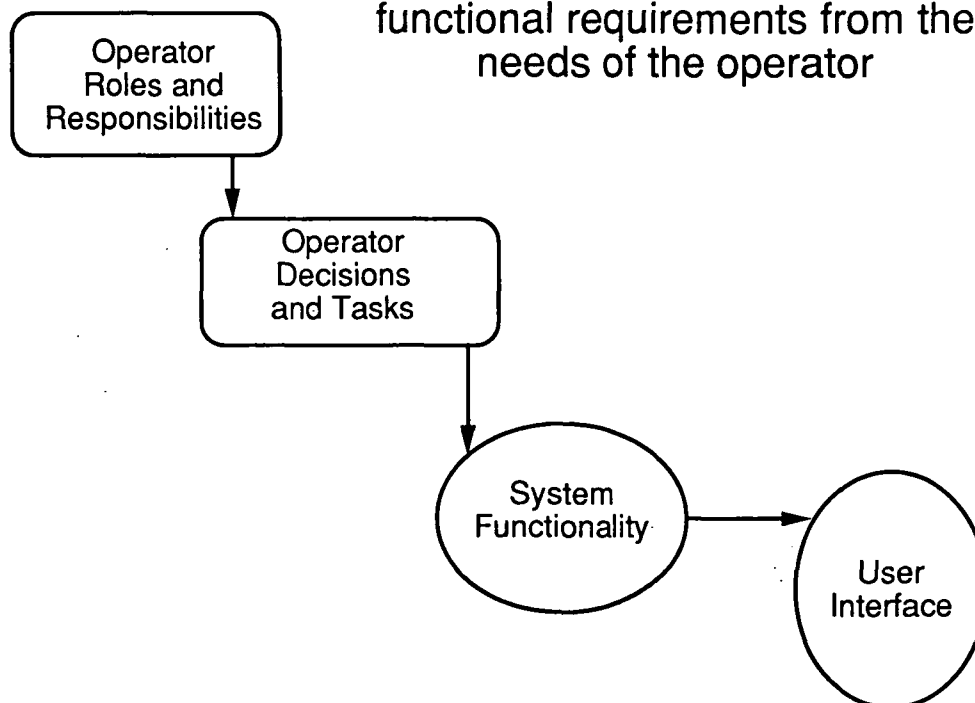 functional requirements from the
needs of the operator
Operator
Roles and
Responsibilities
Operator
Decisions
and Tasks
System
Functionality
User
Interface